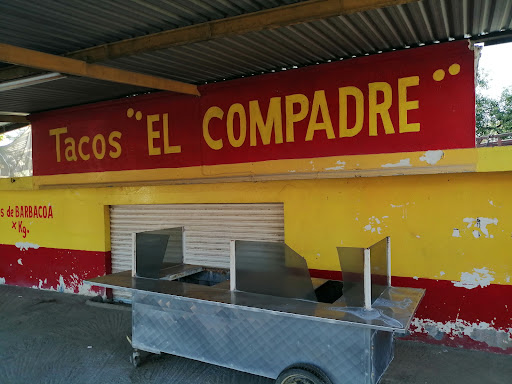 Tacos "EL COMPADRE"
s de BARBACOA
x
Kg.